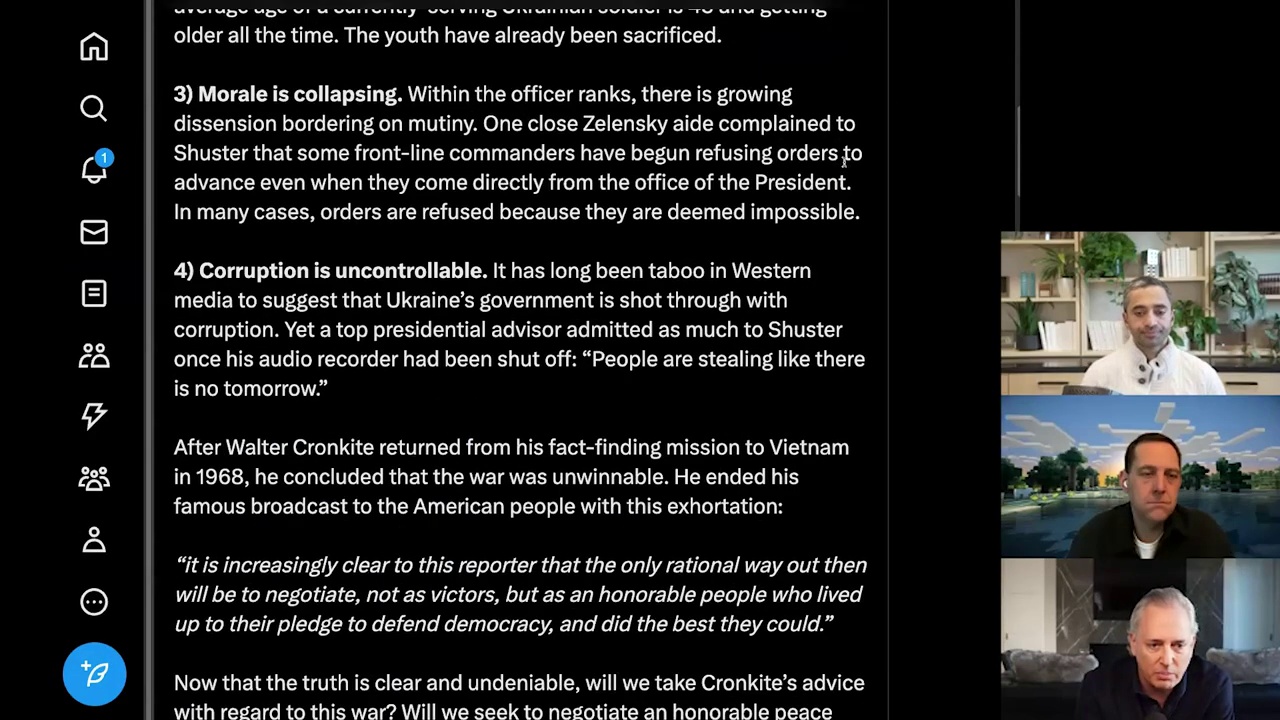 average age of a currently-serving Ukrainian soldier is 43 and getting
older all the time. The youth have already been sacrificed.
3) Morale is collapsing. Within the officer ranks, there is growing
dissension bordering on mutiny. One close Zelensky aide complained to
Shuster that some front-line commanders have begun refusing orders to
advance even when they come directly from the office of the President.
In many cases, orders are refused because they are deemed impossible.
4) Corruption is uncontrollable. It has long been taboo in Western
media to suggest that Ukraine’s government is shot through with
corruption. Yet a top presidential advisor admitted as much to Shuster
once his audio recorder had been shut off: “People are stealing like there
is no tomorrow.”
After Walter Cronkite returned from his fact-finding mission to Vietnam
in 1968, he concluded that the war was unwinnable. He ended his
famous broadcast to the American people with this exhortation:
“it is increasingly clear to this reporter that the only rational way out then
will be to negotiate, not as victors, but as an honorable people who lived
up to their pledge to defend democracy, and did the best they could.”
Now that the truth is clear and undeniable, will we take Cronkite’s advice
with regard to this war? Will we seek to negotiate an honorable peace
1